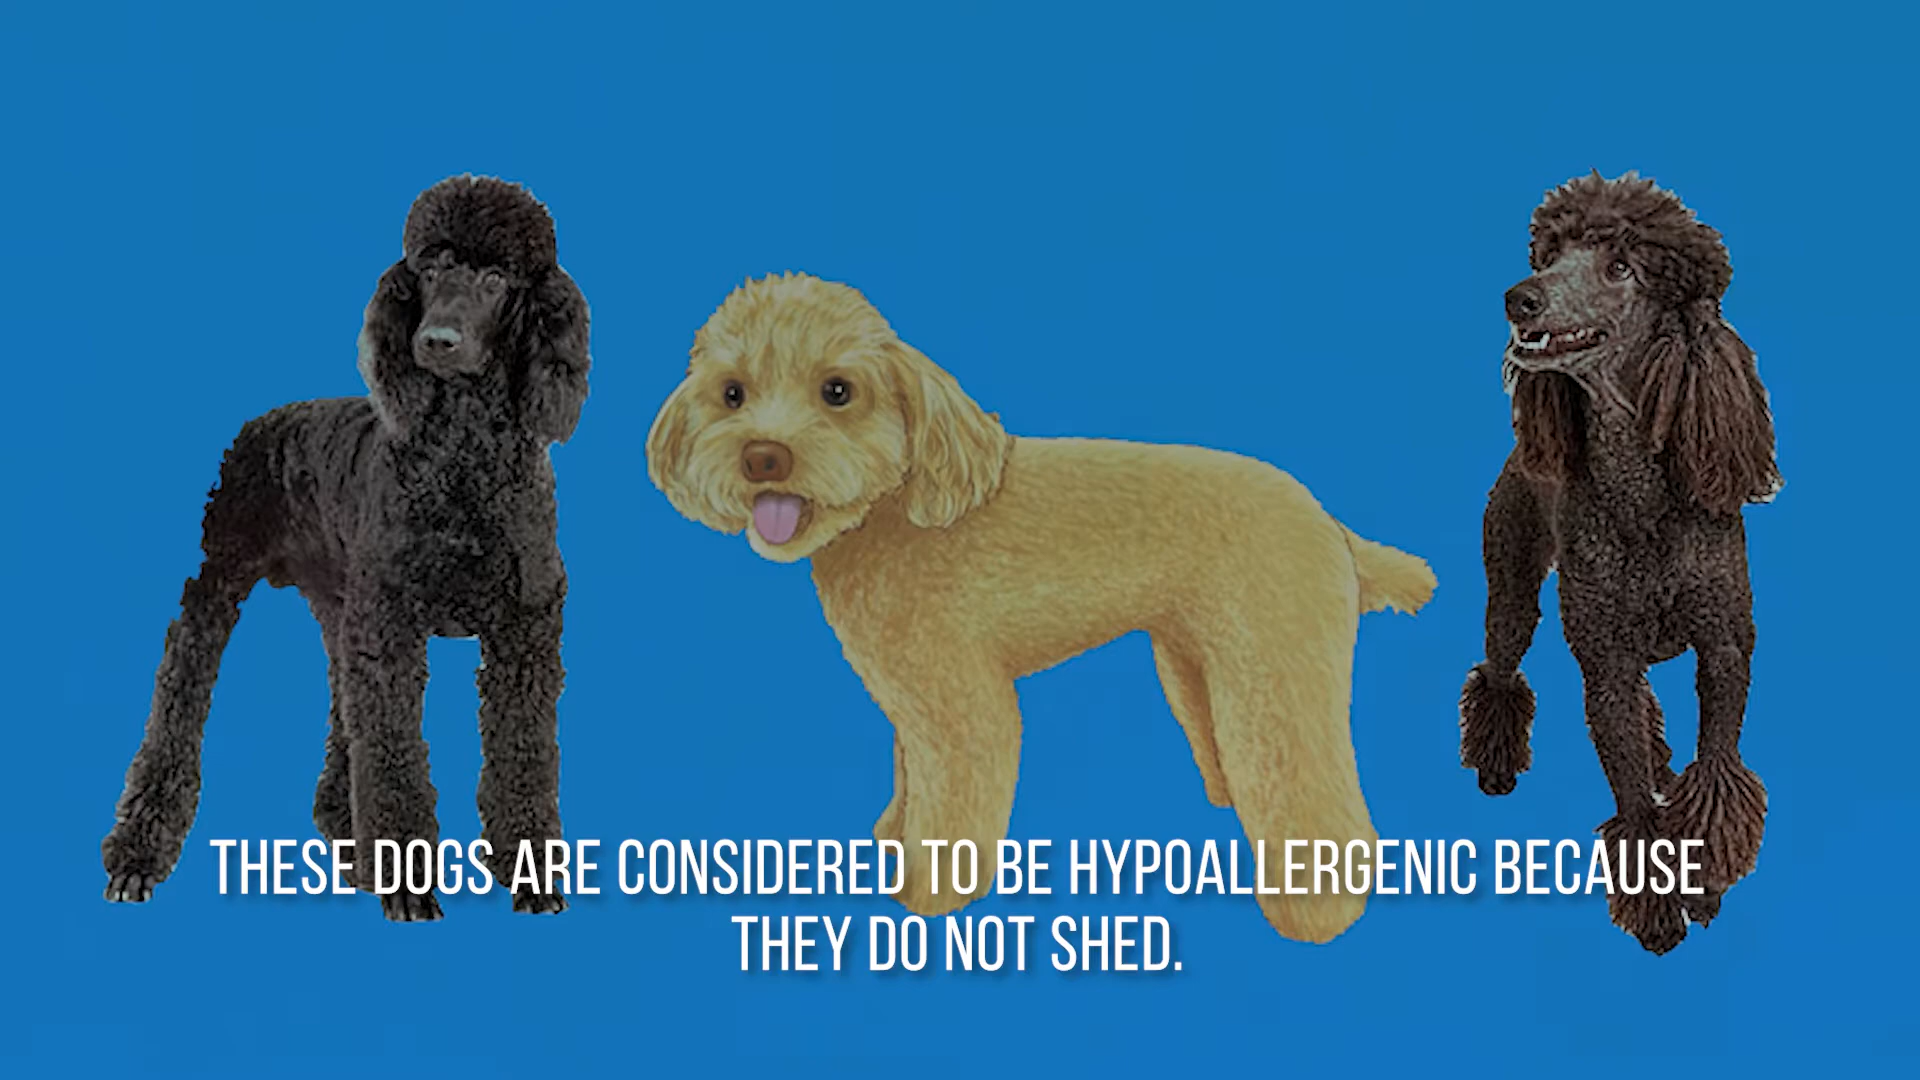 THESE DOGS ARE CONSIDERED TO BE HYPOALLERGENIC BECAUSE
THEY DO NOT SHED.